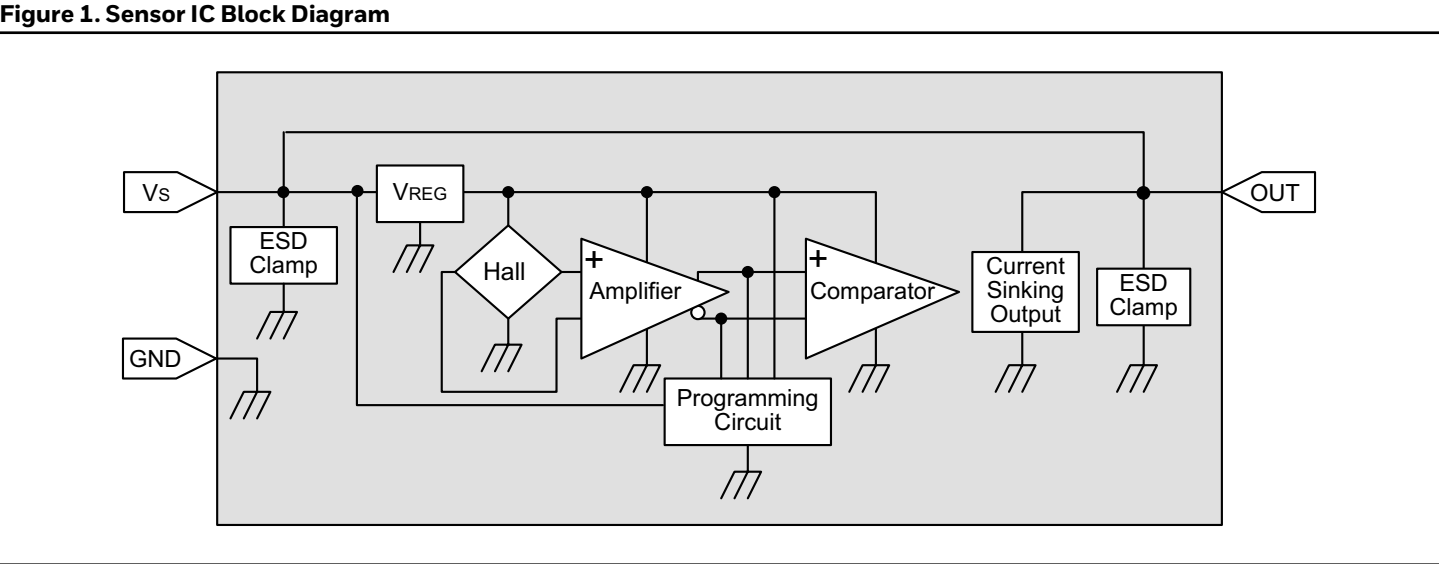 Figure 1. Sensor IC Block Diagram
Vs
VREG
OUT
ESD
Clamp
Hall
+
Amplifier
+
Comparator
Current
Sinking
Output
ESD
Clamp
GND
Programming
Circuit